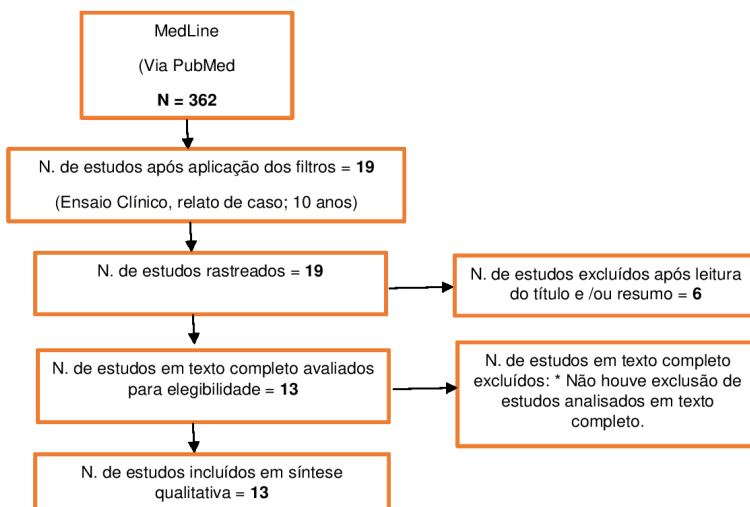 MedLine
(Via PubMed
N = 362
N. de estudos após aplicação dos filtros = 19
(Ensaio Clínico, relato de caso; 10 anos)
N. de estudos rastreados = 19
N. de estudos excluídos após leitura
do título e /ou resumo = 6
N. de estudos em texto completo avaliados
para elegibilidade = 13
N. de estudos em texto completo
excluídos: * Não houve exclusão de
estudos analisados em texto
completo.
N. de estudos incluídos em síntese
qualitativa = 13